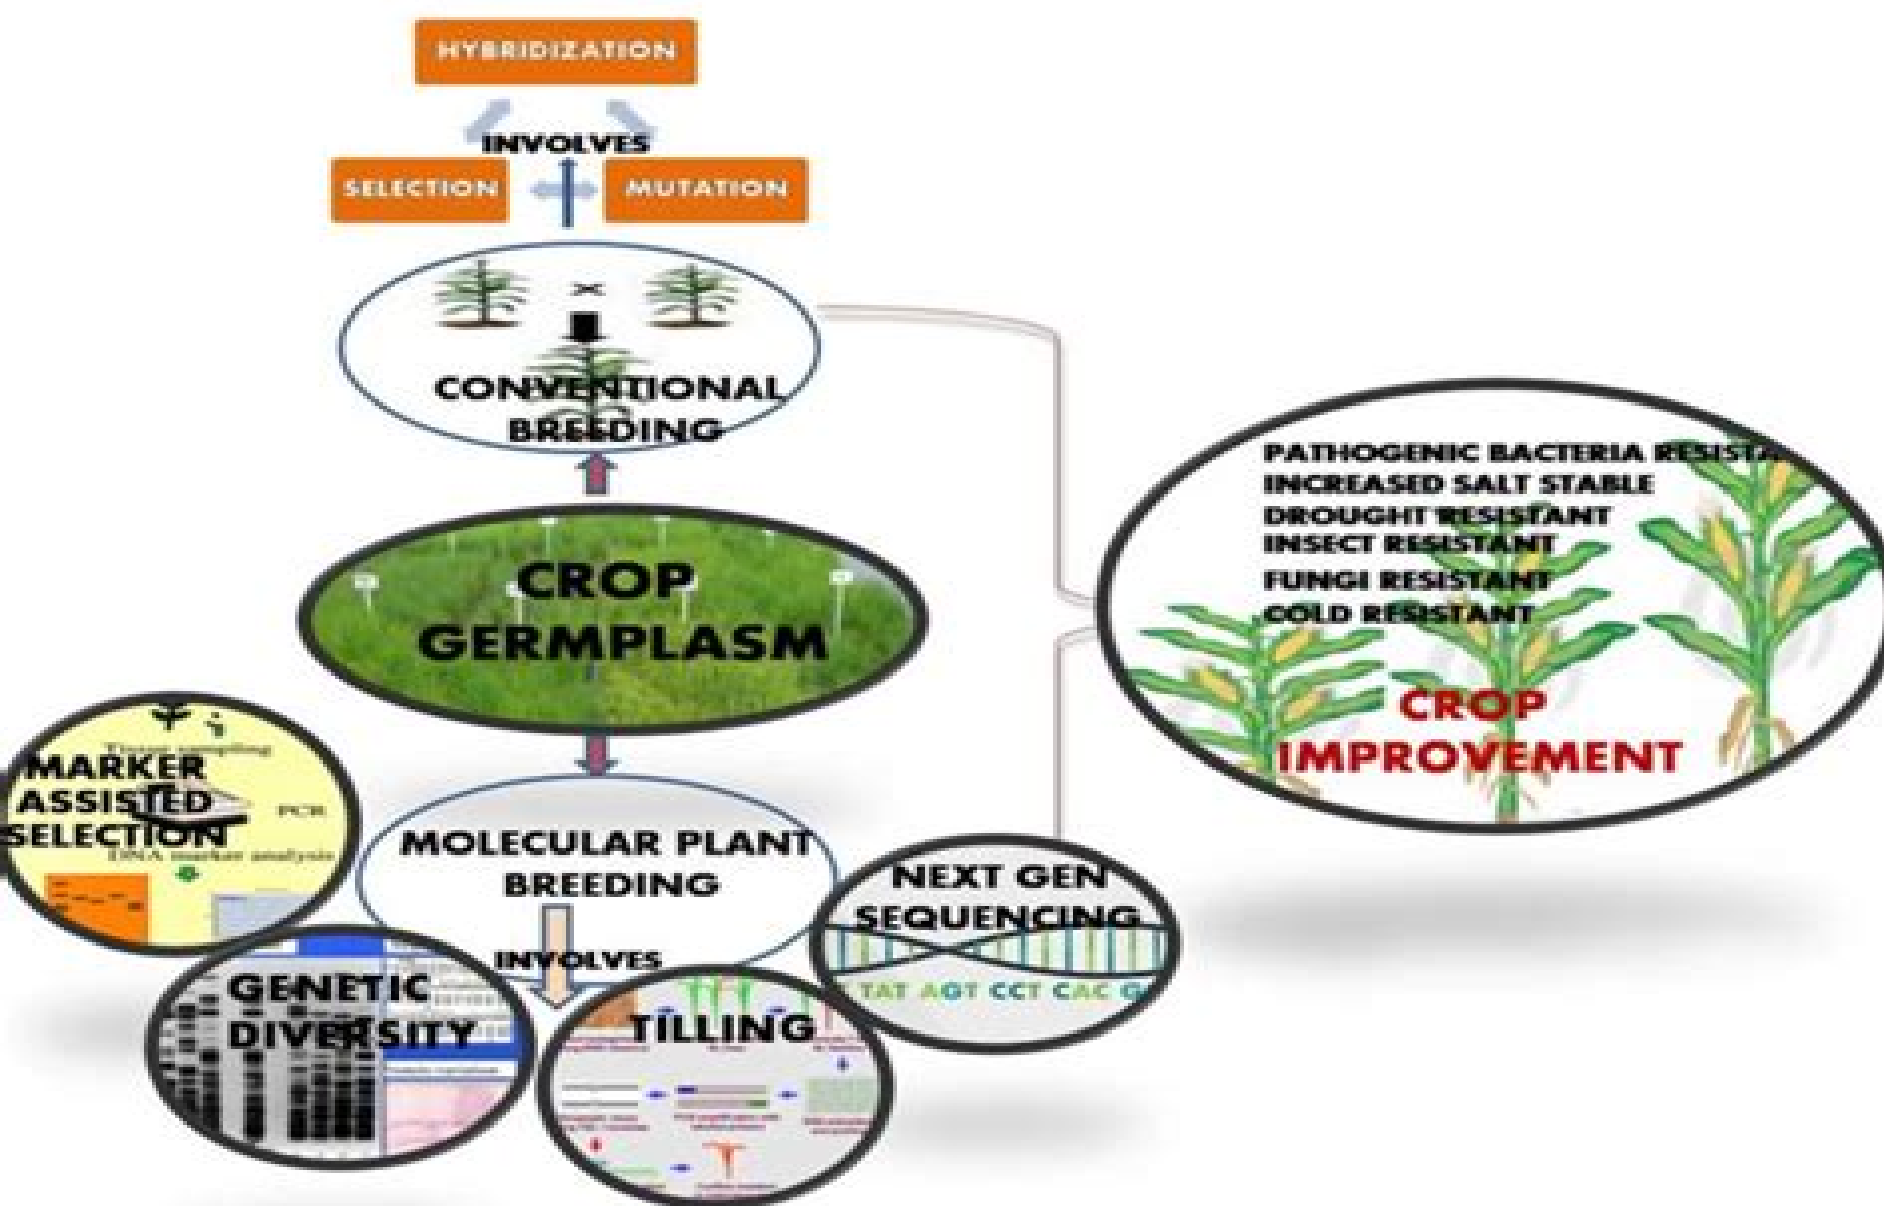 HYBRIDIZATION
INVOLVES
SELECTION
MUTATION
CONVENTIONAL
BREEDING
CROP
GERMPLASM
PATHOGENIC BACTERIA RESISTA
INCREASED SALT STABLE
DROUGHT RESISTANT
INSECT RESISTANT
FUNGI RESISTANT
COLD RESISTANT
CROP
IMPROVEMENT
Tissue sampling
MARKER
ASSISTED
SELECTION
PCR
DNA marker analysis
MOLECULAR PLANT
BREEDING
INVOLVES
NEXT GEN
SEQUENCING
TAT AGT CCT CAC G
GENETIC
DIVERSITY
TILLING